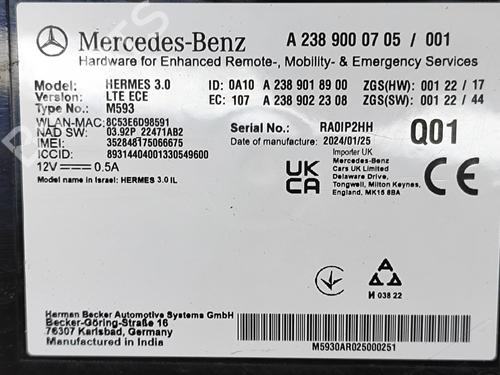 Mercedes-Benz A 238 900 07 05 / 001
Hardware for Enhanced Remote-, Mobility- & Emergency Services
Model: HERMES 3.0 ID: 0A10 A 238 901 89 00 ZGS(HW): 001 22 / 17
Version: LTE ECE EC: 107 A 238 902 23 08 ZGS(SW): 001 22 / 44
Type No.: M593
WLAN-MAC: 8C53E6D98591
NAD SW: 03.92P 22471AB2 Serial No.: RA0IP2HH Q01
IMEI: 352848175066675 Date of manufacture: 2024/01/25
ICCID: 89314404001330549600
12V 0.5A
Model name in Israel: HERMES 3.0 IL
UK CA
Importer UK
Mercedes-Benz
Cars UK Limited
Delaware Drive,
Tongwell, Milton Keynes,
England, MK15 8BA
CE
H 038 22
Harman Becker Automotive Systems GmbH
Becker-Göring-Straße 16
76307 Karlsbad, Germany
Manufactured in India
M5930AR025000251